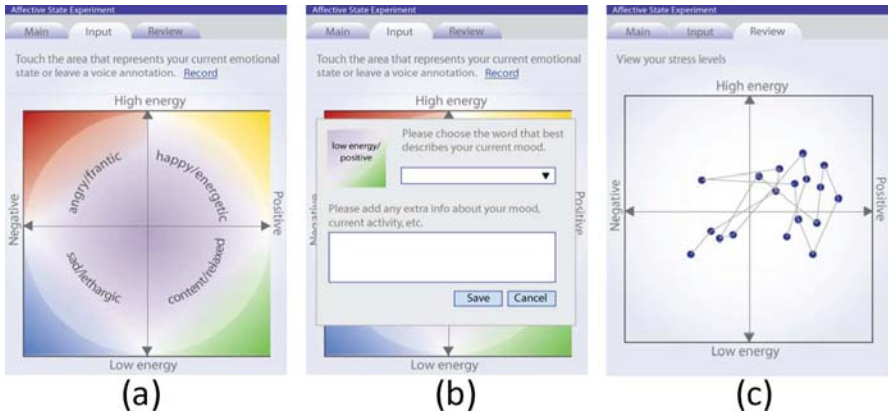 Affective State Experiment
Main
Input
Review
Touch the area that represents your current emotional
state or leave a voice annotation. Record
High energy
Negative
Positive
angry/frantic
happy/energetic
sad/lethargic
content/relaxed
Low energy
(a)
Affective State Experiment
Main
Input
Review
Touch the area that represents your current emotional
state or leave a voice annotation. Record
High energy
Negative
Positive
low energy/
positive
Please choose the word that best
describes your current mood.
Please add any extra info about your mood,
current activity, etc.
Save
Cancel
Low energy
(b)
Affective State Experiment
Main
Input
Review
View your stress levels
High energy
Negative
Positive
Low energy
(c)